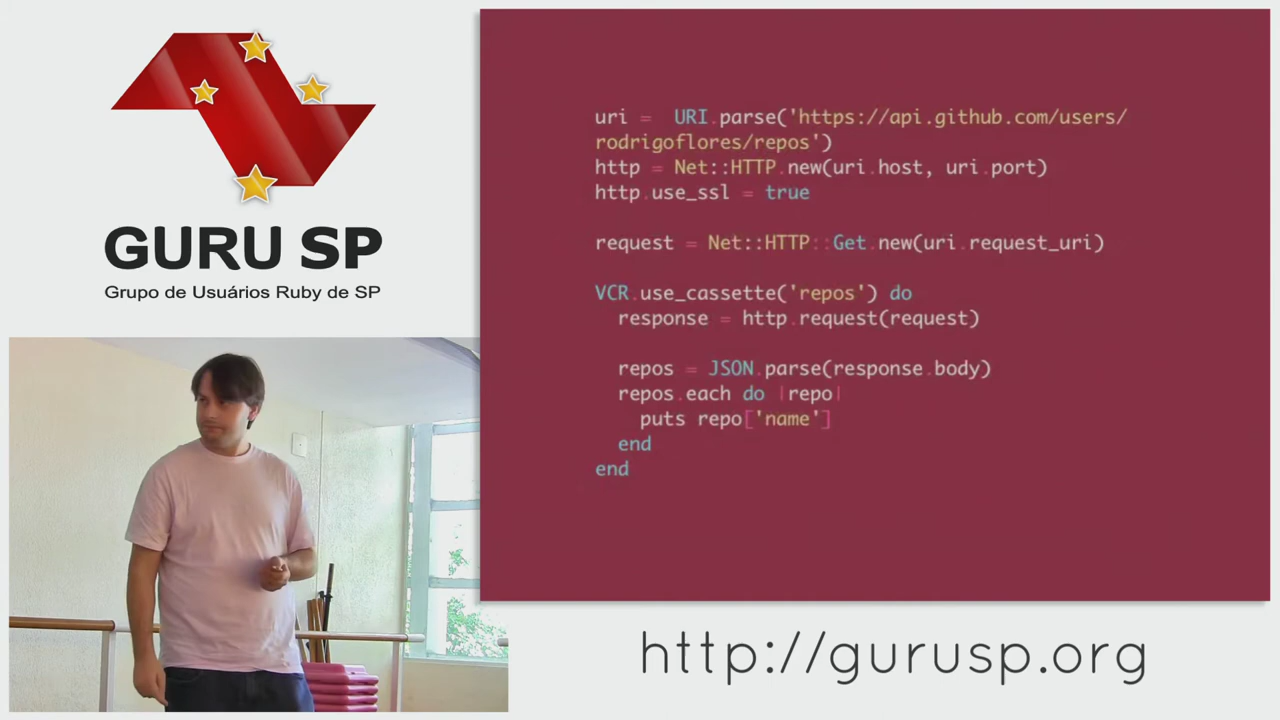 GURU SP
Grupo de Usuários Ruby de SP
uri =  URI.parse('https://api.github.com/users/
rodrigoflores/repos')
http = Net::HTTP.new(uri.host, uri.port)
http.use_ssl = true
request = Net::HTTP::Get.new(uri.request_uri)
VCR.use_cassette('repos') do
  response = http.request(request)
  repos = JSON.parse(response.body)
  repos.each do |repo|
    puts repo['name']
  end
end
http://gurusp.org